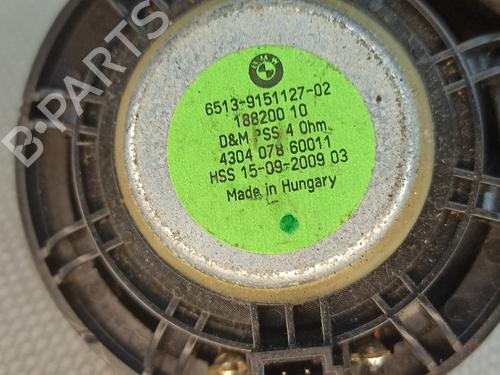 BMW
6513-9151127-02
188200 10
D&M PSS 4 Ohm
4304 078 60011
HSS 15-09-2009 03
Made in Hungary
B-PARTS